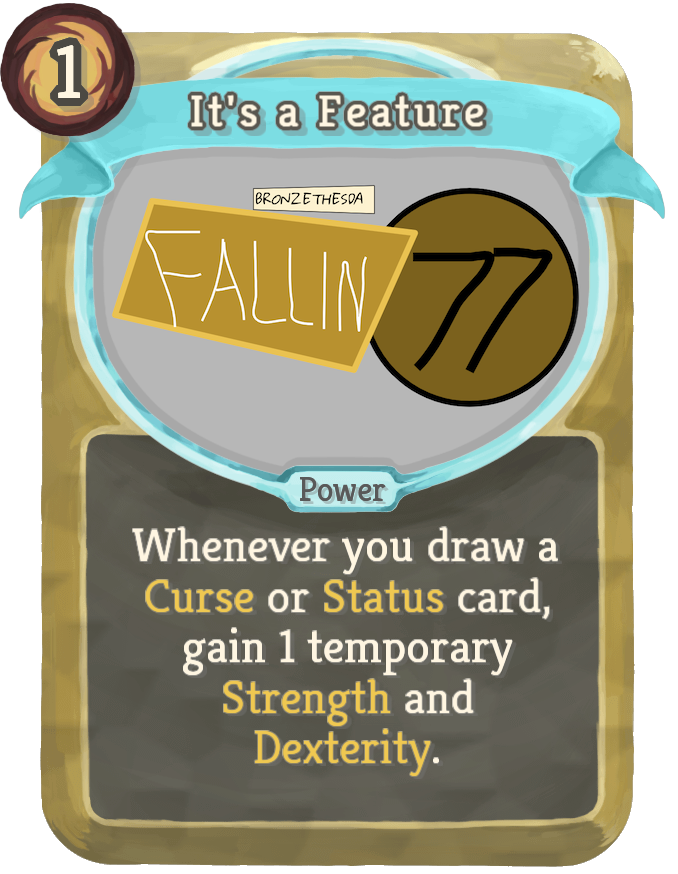 1
It's a Feature
BRONZETHESDA
FALLIN
77
Power
Whenever you draw a
Curse or Status card,
gain 1 temporary
Strength and
Dexterity.